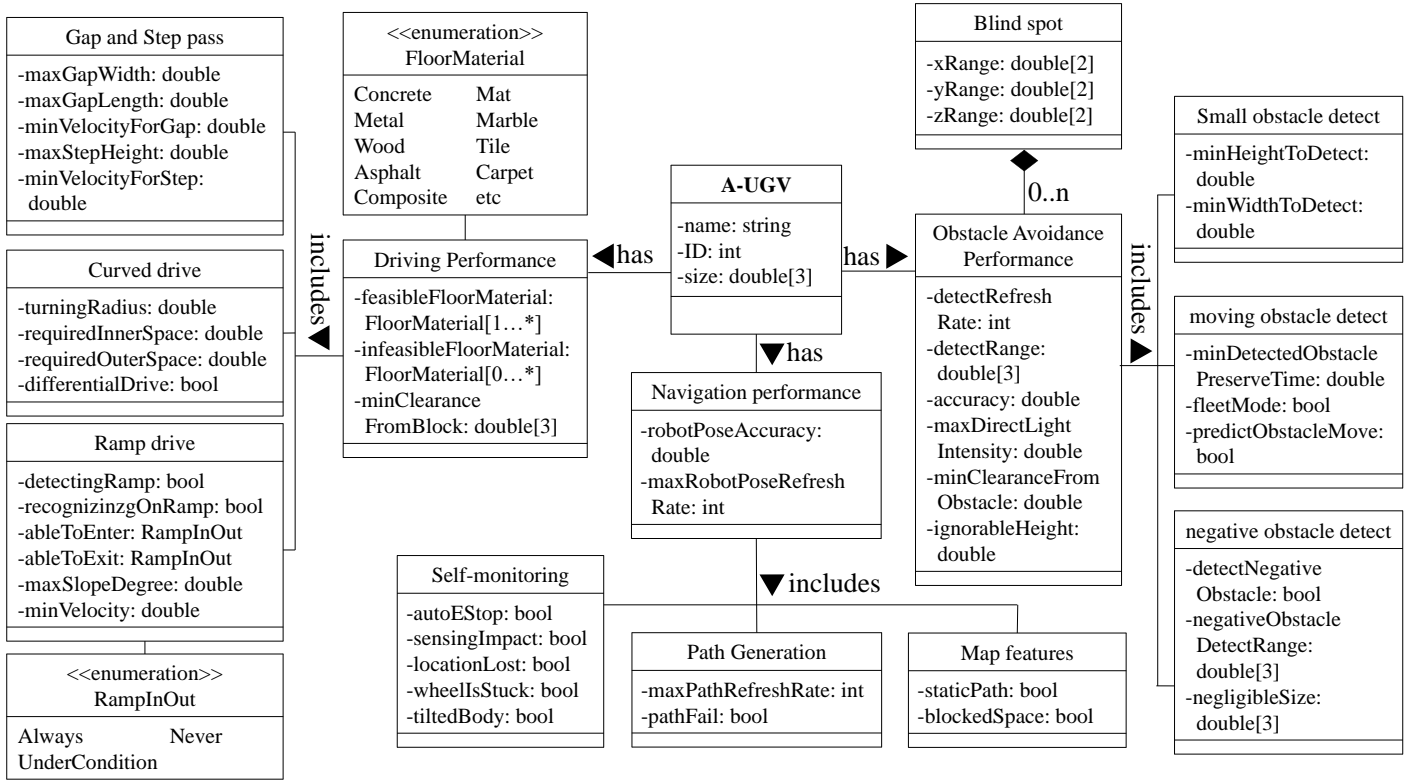 Gap and Step pass
-maxGapWidth: double
-maxGapLength: double
-minVelocityForGap: double
-maxStepHeight: double
-minVelocityForStep:
double
Curved drive
-turningRadius: double
-requiredInnerSpace: double
-requiredOuterSpace: double
-differentialDrive: bool
Ramp drive
-detectingRamp: bool
-recognizinzgOnRamp: bool
-ableToEnter: RampInOut
-ableToExit: RampInOut
-maxSlopeDegree: double
-minVelocity: double
<<enumeration>>
RampInOut
Always Never
UnderCondition
includes
<<enumeration>>
FloorMaterial
Concrete Mat
Metal Marble
Wood Tile
Asphalt Carpet
Composite etc
Driving Performance
-feasibleFloorMaterial:
FloorMaterial[1…*]
-infeasibleFloorMaterial:
FloorMaterial[0…*]
-minClearance
FromBlock: double[3]
has
A-UGV
-name: string
-ID: int
-size: double[3]
has
has
Navigation performance
-robotPoseAccuracy:
double
-maxRobotPoseRefresh
Rate: int
includes
Self-monitoring
-autoEStop: bool
-sensingImpact: bool
-locationLost: bool
-wheelIsStuck: bool
-tiltedBody: bool
Path Generation
-maxPathRefreshRate: int
-pathFail: bool
Map features
-staticPath: bool
-blockedSpace: bool
Blind spot
-xRange: double[2]
-yRange: double[2]
-zRange: double[2]
0..n
Obstacle Avoidance
Performance
-detectRefresh
Rate: int
-detectRange:
double[3]
-accuracy: double
-maxDirectLight
Intensity: double
-minClearanceFrom
Obstacle: double
-ignorableHeight:
double
includes
Small obstacle detect
-minHeightToDetect:
double
-minWidthToDetect:
double
moving obstacle detect
-minDetectedObstacle
PreserveTime: double
-fleetMode: bool
-predictObstacleMove:
bool
negative obstacle detect
-detectNegative
Obstacle: bool
-negativeObstacle
DetectRange:
double[3]
-negligibleSize:
double[3]